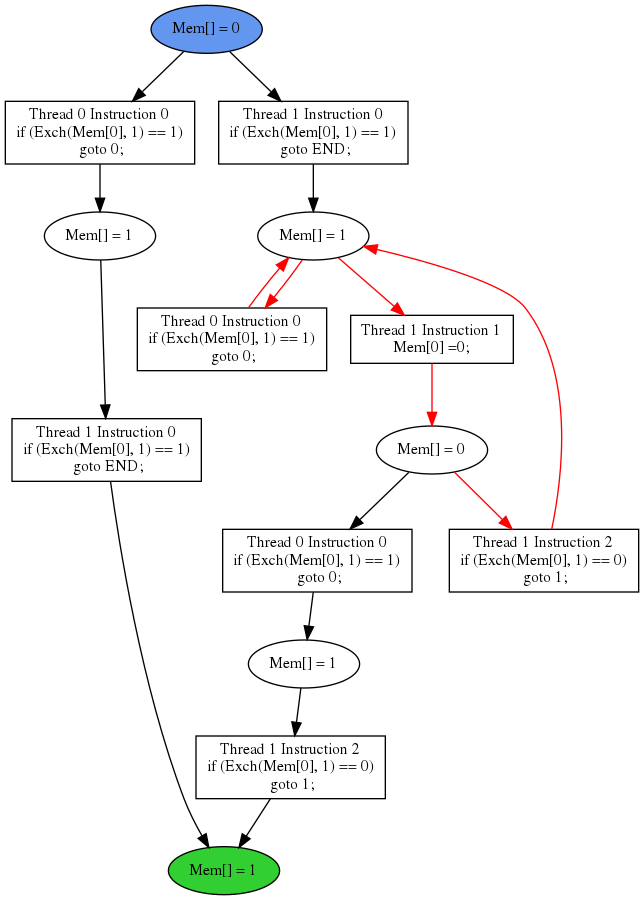 Mem[] = 0
Thread 0 Instruction 0
if (Exch(Mem[0], 1) == 1)
goto 0;
Thread 1 Instruction 0
if (Exch(Mem[0], 1) == 1)
goto END;
Mem[] = 1
Mem[] = 1
Thread 0 Instruction 0
if (Exch(Mem[0], 1) == 1)
goto 0;
Thread 1 Instruction 1
Mem[0] =0;
Thread 1 Instruction 0
if (Exch(Mem[0], 1) == 1)
goto END;
Mem[] = 0
Thread 0 Instruction 0
if (Exch(Mem[0], 1) == 1)
goto 0;
Thread 1 Instruction 2
if (Exch(Mem[0], 1) == 0)
goto 1;
Mem[] = 1
Thread 1 Instruction 2
if (Exch(Mem[0], 1) == 0)
goto 1;
Mem[] = 1